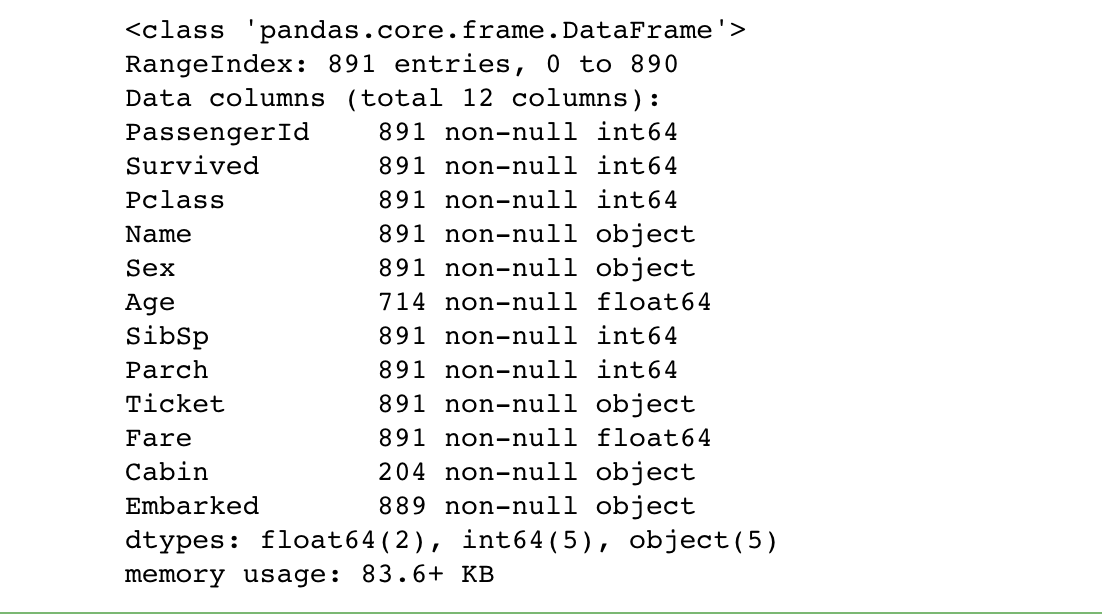 <class 'pandas.core.frame.DataFrame'>
RangeIndex: 891 entries, 0 to 890
Data columns (total 12 columns):
PassengerId    891 non-null int64
Survived       891 non-null int64
Pclass         891 non-null int64
Name           891 non-null object
Sex            891 non-null object
Age            714 non-null float64
SibSp          891 non-null int64
Parch          891 non-null int64
Ticket         891 non-null object
Fare           891 non-null float64
Cabin          204 non-null object
Embarked       889 non-null object
dtypes: float64(2), int64(5), object(5)
memory usage: 83.6+ KB